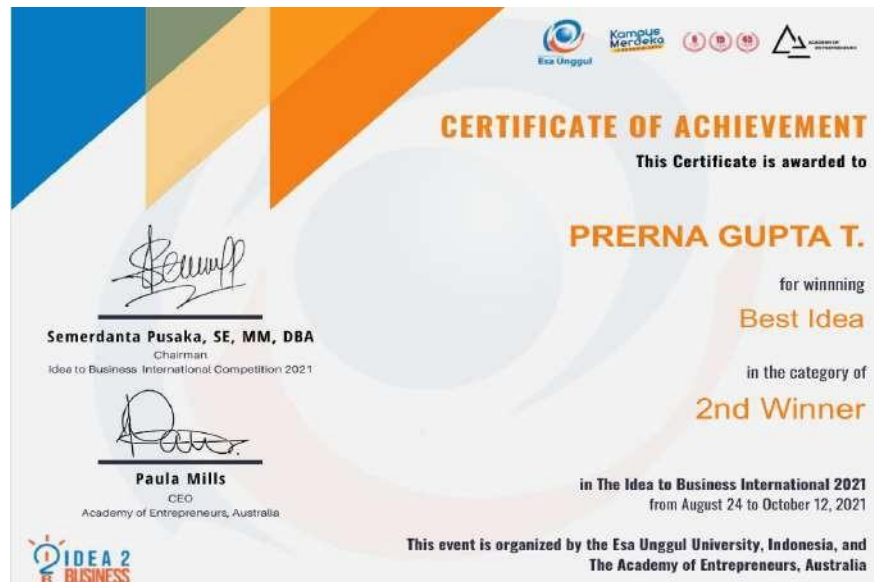 Esa Unggul
Kampus
Merdeka
ACADEMY OF
ENTREPRENEURS
CERTIFICATE OF ACHIEVEMENT
This Certificate is awarded to
PRERNA GUPTA T.
for winnning
Best Idea
in the category of
2nd Winner
in The Idea to Business International 2021
from August 24 to October 12, 2021
This event is organized by the Esa Unggul University, Indonesia, and
The Academy of Entrepreneurs, Australia
Semerdanta Pusaka, SE, MM, DBA
Chairman
Idea to Business International Competition 2021
Paula Mills
CEO
Academy of Entrepreneurs, Australia
IDEA 2
BUSINESS